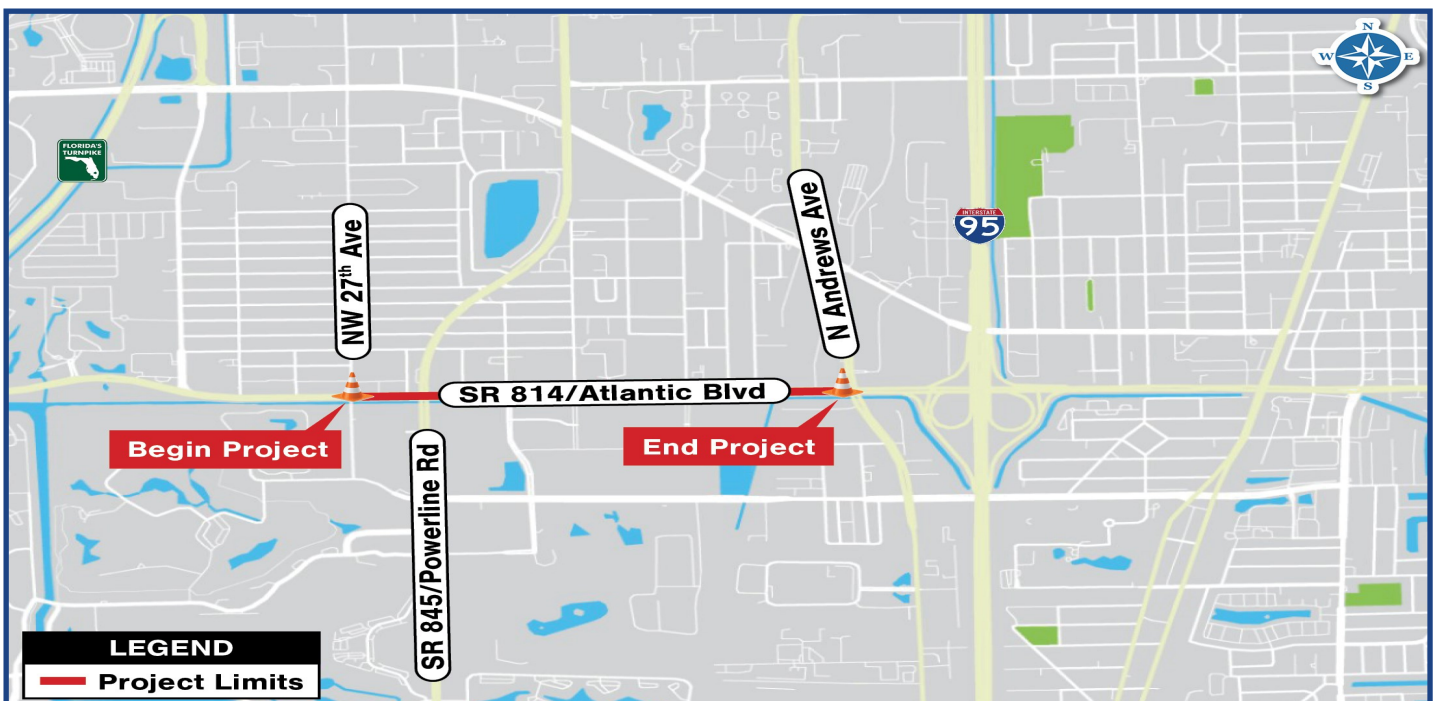 N
W E
S
FLORIDA'S
TURNPIKE
INTERSTATE
95
NW 27th Ave
N Andrews Ave
SR 814/Atlantic Blvd
Begin Project
End Project
SR 845/Powerline Rd
LEGEND
Project Limits